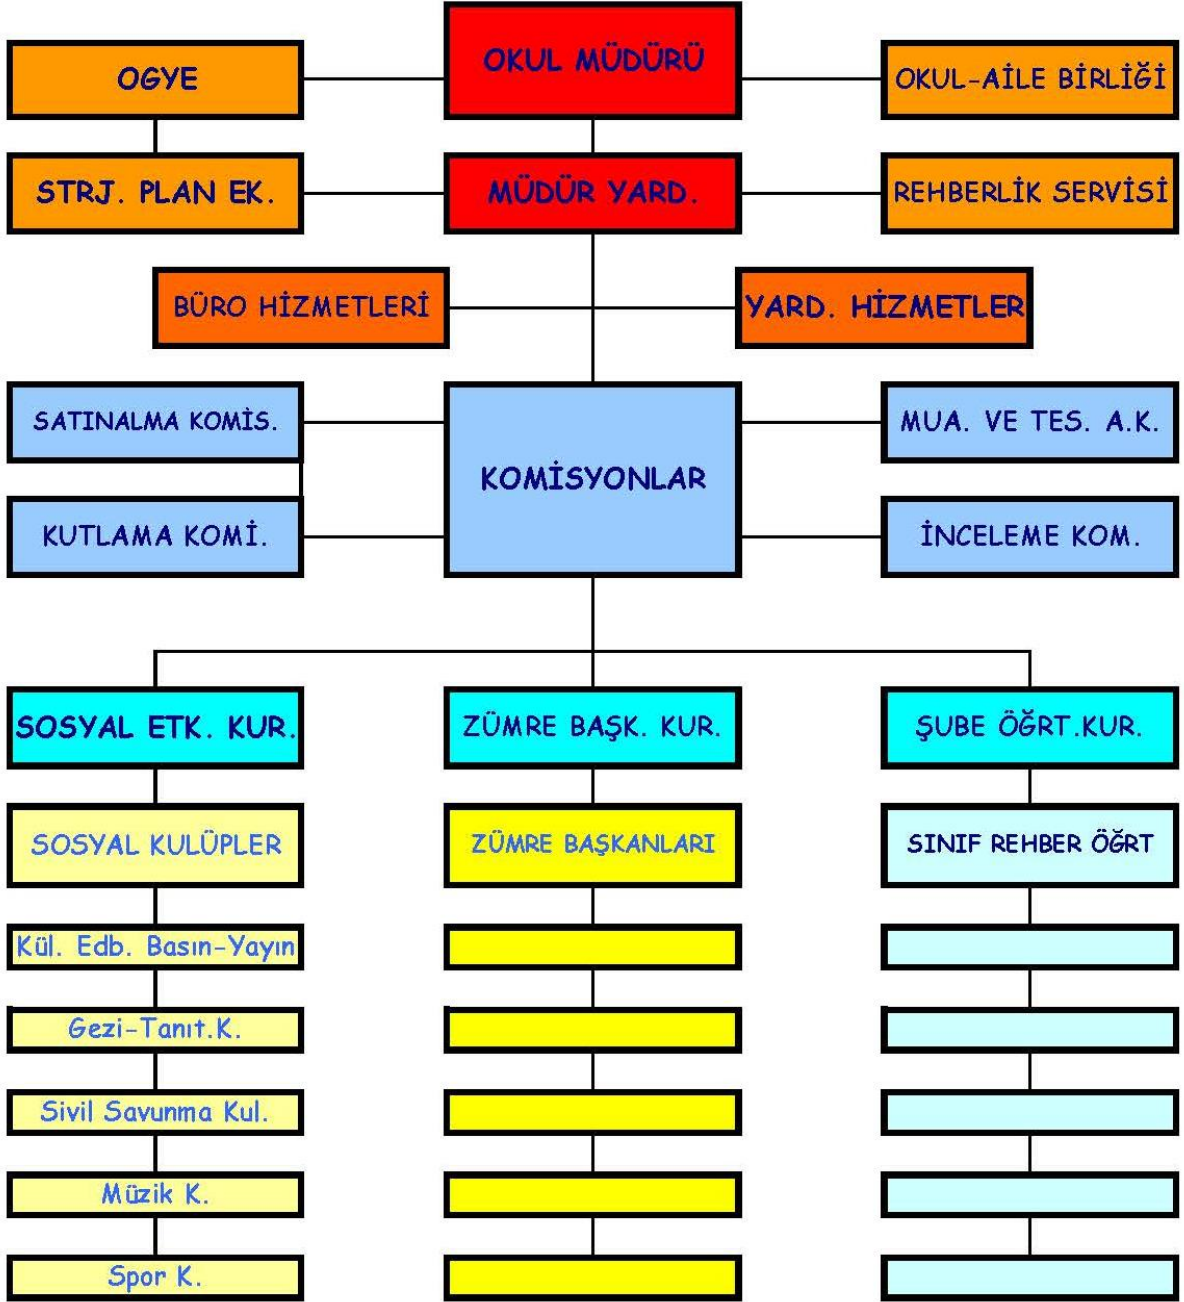 OKUL MÜDÜRÜ
OGYE
OKUL-AİLE BİRLİĞİ
STRJ. PLAN EK.
MÜDÜR YARD.
REHBERLİK SERVİSİ
BÜRO HİZMETLERİ
YARD. HİZMETLER
SATINALMA KOMİS.
MUA. VE TES. A.K.
KOMİSYONLAR
KUTLAMA KOMİ.
İNCELEME KOM.
SOSYAL ETK. KUR.
ZÜMRE BAŞK. KUR.
ŞUBE ÖĞRT.KUR.
SOSYAL KULÜPLER
ZÜMRE BAŞKANLARI
SINIF REHBER ÖĞRT
Kül. Edb. Basın-Yayın
Gezi-Tanıt.K.
Sivil Savunma Kul.
Müzik K.
Spor K.